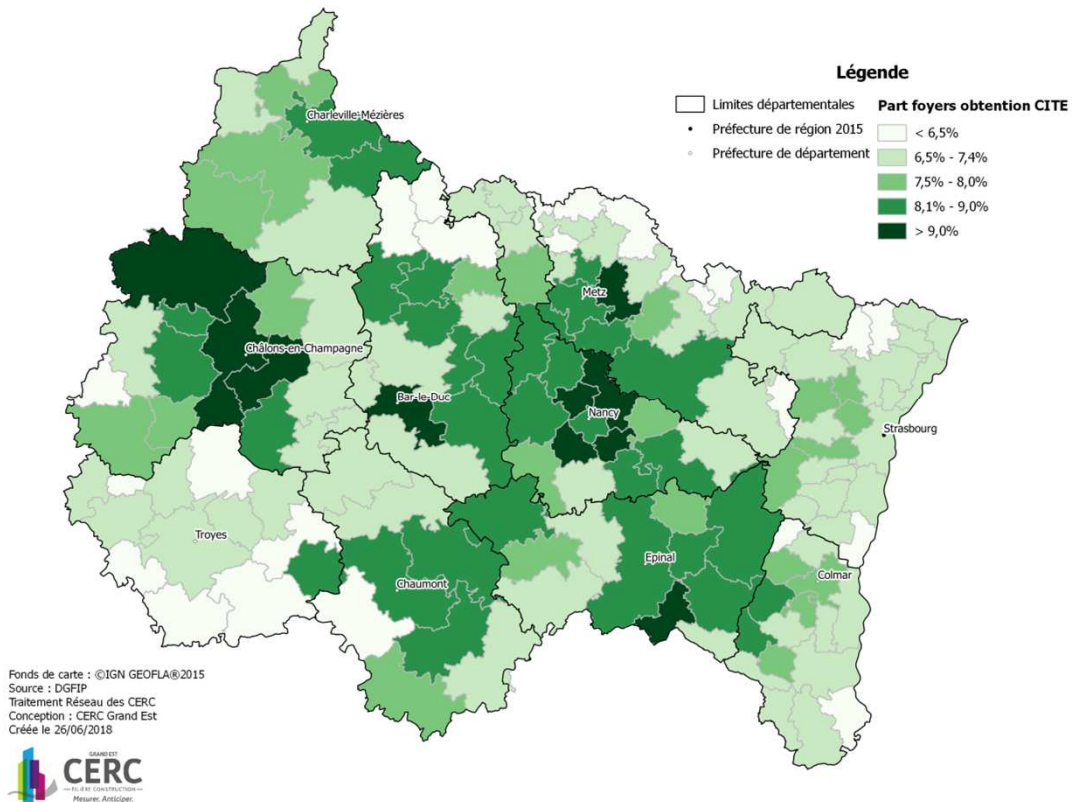 Légende
Limites départementales
Préfecture de région 2015
Préfecture de département
Part foyers obtention CITE
< 6,5%
6,5% - 7,4%
7,5% - 8,0%
8,1% - 9,0%
> 9,0%
Charleville-Mézières
Metz
Châlons-en-Champagne
Bar-le-Duc
Nancy
Strasbourg
Troyes
Epinal
Chaumont
Colmar
Fonds de carte : ©IGN GEOFLA®2015
Source : DGFIP
Traitement Réseau des CERC
Conception : CERC Grand Est
Créée le 26/06/2018
GRAND EST
CERC
FILIÈRE CONSTRUCTION
Mesurer, Anticiper.